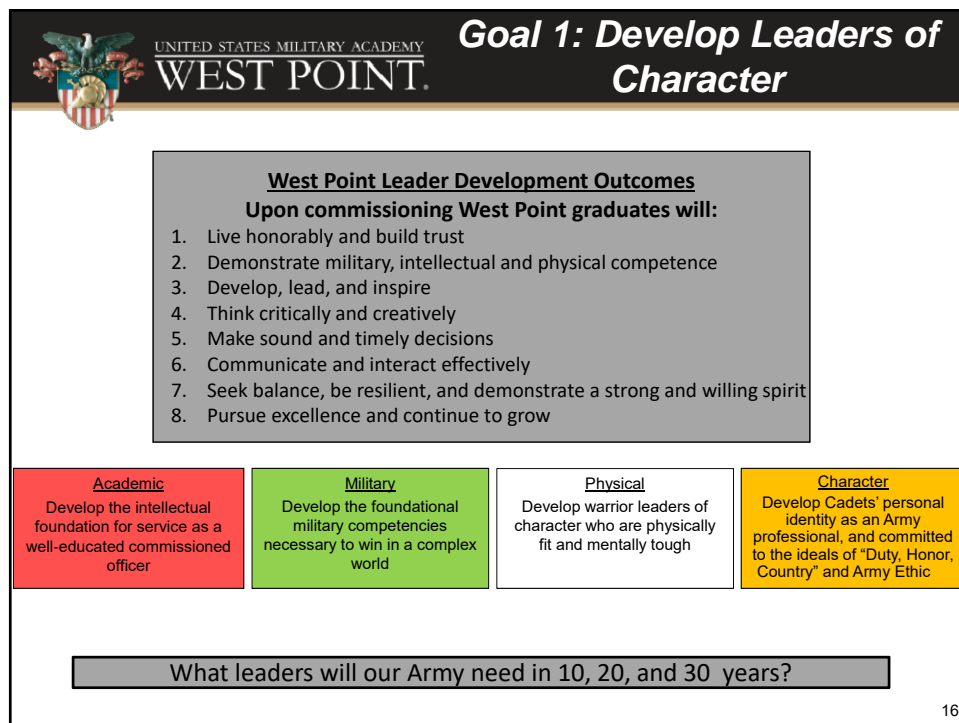 UNITED STATES MILITARY ACADEMY
WEST POINT.
Goal 1: Develop Leaders of
Character
West Point Leader Development Outcomes
Upon commissioning West Point graduates will:
1. Live honorably and build trust
2. Demonstrate military, intellectual and physical competence
3. Develop, lead, and inspire
4. Think critically and creatively
5. Make sound and timely decisions
6. Communicate and interact effectively
7. Seek balance, be resilient, and demonstrate a strong and willing spirit
8. Pursue excellence and continue to grow
Academic
Develop the intellectual
foundation for service as a
well-educated commissioned
officer
Military
Develop the foundational
military competencies
necessary to win in a complex
world
Physical
Develop warrior leaders of
character who are physically
fit and mentally tough
Character
Develop Cadets’ personal
identity as an Army
professional, and committed
to the ideals of “Duty, Honor,
Country” and Army Ethic
What leaders will our Army need in 10, 20, and 30 years?
16